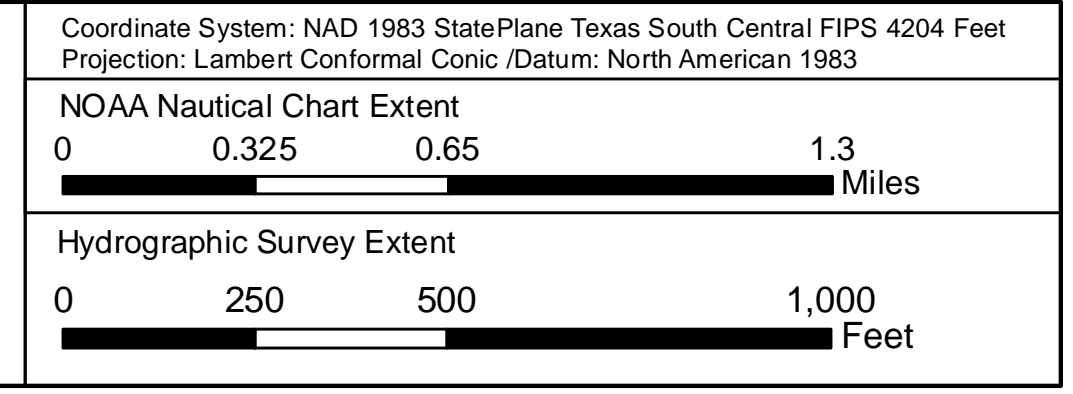 Coordinate System: NAD 1983 StatePlane Texas South Central FIPS 4204 Feet
Projection: Lambert Conformal Conic /Datum: North American 1983
NOAA Nautical Chart Extent
0 0.325 0.65 1.3
Miles
Hydrographic Survey Extent
0 250 500 1,000
Feet